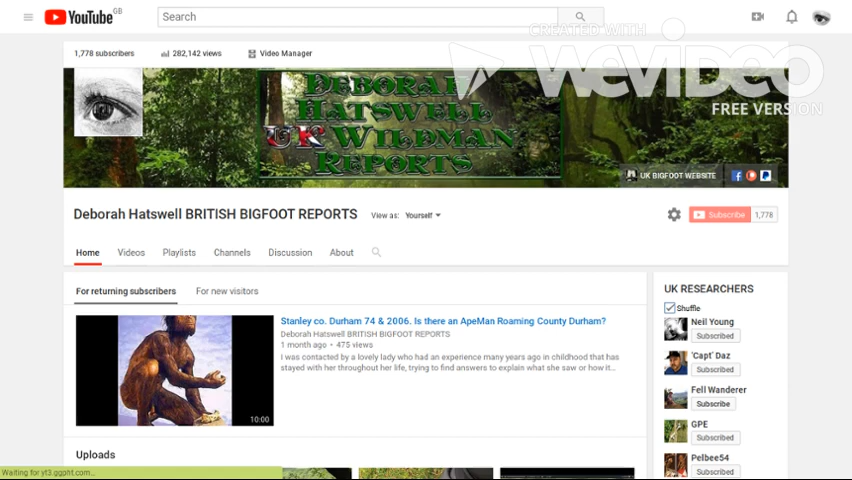 YouTube GB
Search
CREATED WITH
WeVideo
FREE VERSION
1,778 subscribers
282,142 views
Video Manager
DEBORAH
HATSWELL
UK WILDMAN
REPORTS
UK BIGFOOT WEBSITE
Deborah Hatswell BRITISH BIGFOOT REPORTS
View as: Yourself
Subscribe 1,778
Home Videos Playlists Channels Discussion About
For returning subscribers For new visitors
Stanley co. Durham 74 & 2006. Is there an ApeMan Roaming County Durham?
Deborah Hatswell BRITISH BIGFOOT REPORTS
1 month ago • 475 views
I was contacted by a lovely lady who had an experience many years ago in childhood that has
stayed with her throughout her life, trying to find answers to explain what she saw or how it...
10:00
Uploads
UK RESEARCHERS
Shuffle
Neil Young
Subscribed
'Capt' Daz
Subscribed
Fell Wanderer
Subscribe
GPE
Subscribed
Pelbee54
Subscribed
Waiting for yt3.ggpht.com...